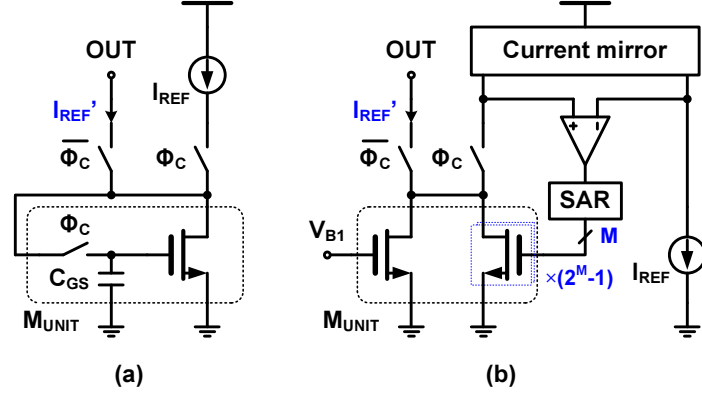 OUT
I_REF
I_REF'
Φ̅_C
Φ_C
Φ_C
C_GS
M_UNIT
(a)
Current mirror
OUT
I_REF'
Φ̅_C
Φ_C
+ −
SAR
M
V_B1
×(2^M-1)
I_REF
M_UNIT
(b)